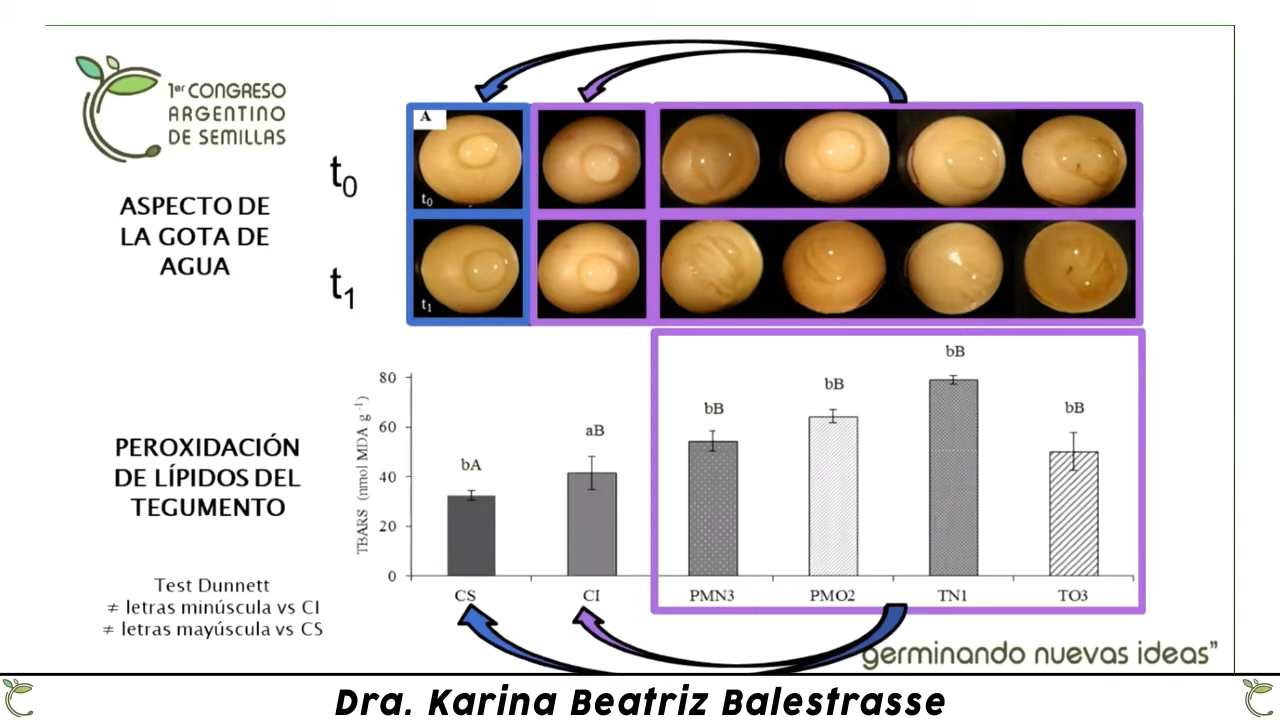 1er CONGRESO
ARGENTINO
DE SEMILLAS
ASPECTO DE
LA GOTA DE
AGUA
t0
t1
A
t0
t1
PEROXIDACIÓN
DE LÍPIDOS DEL
TEGUMENTO
Test Dunnett
≠ letras minúscula vs CI
≠ letras mayúscula vs CS
TBARS (nmol MDA g-1)
80
60
40
20
0
bA
aB
bB
bB
bB
bB
CS
CI
PMN3
PMO2
TN1
TO3
germinando nuevas ideas”
Dra. Karina Beatriz Balestrasse